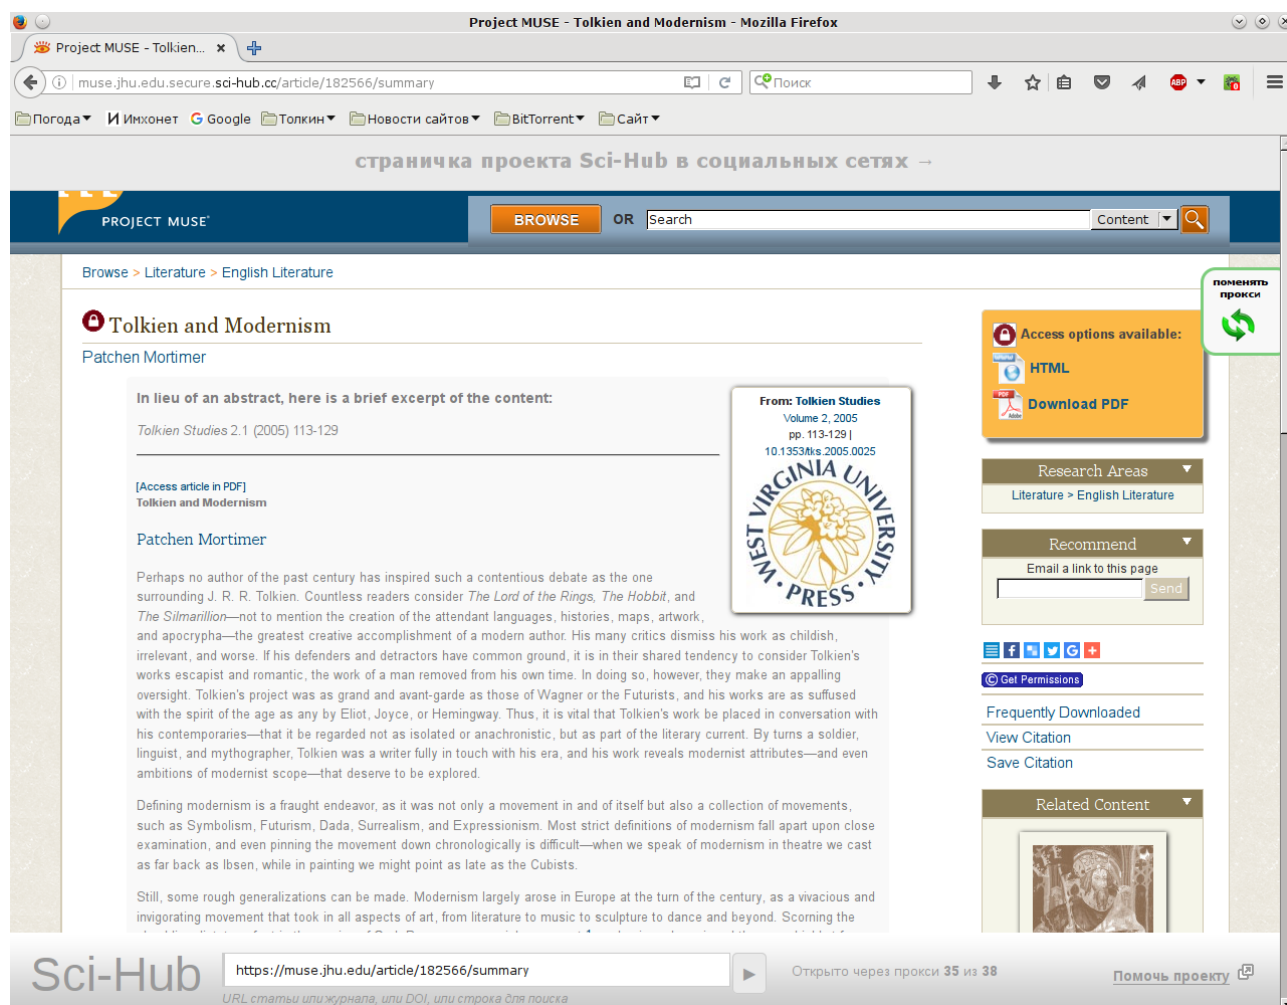 Project MUSE - Tolkien and Modernism - Mozilla Firefox
Project MUSE - Tolkien...
muse.jhu.edu.secure.sci-hub.cc/article/182566/summary
Поиск
ABP
0
Погода
И Имхонет
G Google
Толкин
Новости сайтов
BitTorrent
Сайт
страничка проекта Sci-Hub в социальных сетях →
PROJECT MUSE
BROWSE OR Search Content
Browse > Literature > English Literature
поменять
прокси
Tolkien and Modernism
Patchen Mortimer
In lieu of an abstract, here is a brief excerpt of the content:
Tolkien Studies 2.1 (2005) 113-129
From: Tolkien Studies
Volume 2, 2005
pp. 113-129 |
10.1353/tks.2005.0025
WEST VIRGINIA UNIVERSITY
• PRESS •
[Access article in PDF]
Tolkien and Modernism
Patchen Mortimer
Perhaps no author of the past century has inspired such a contentious debate as the one
surrounding J. R. R. Tolkien. Countless readers consider The Lord of the Rings, The Hobbit, and
The Silmarillion—not to mention the creation of the attendant languages, histories, maps, artwork,
and apocrypha—the greatest creative accomplishment of a modern author. His many critics dismiss his work as childish,
irrelevant, and worse. If his defenders and detractors have common ground, it is in their shared tendency to consider Tolkien's
works escapist and romantic, the work of a man removed from his own time. In doing so, however, they make an appalling
oversight. Tolkien's project was as grand and avant-garde as those of Wagner or the Futurists, and his works are as suffused
with the spirit of the age as any by Eliot, Joyce, or Hemingway. Thus, it is vital that Tolkien's work be placed in conversation with
his contemporaries—that it be regarded not as isolated or anachronistic, but as part of the literary current. By turns a soldier,
linguist, and mythographer, Tolkien was a writer fully in touch with his era, and his work reveals modernist attributes—and even
ambitions of modernist scope—that deserve to be explored.
Defining modernism is a fraught endeavor, as it was not only a movement in and of itself but also a collection of movements,
such as Symbolism, Futurism, Dada, Surrealism, and Expressionism. Most strict definitions of modernism fall apart upon close
examination, and even pinning the movement down chronologically is difficult—when we speak of modernism in theatre we cast
as far back as Ibsen, while in painting we might point as late as the Cubists.
Still, some rough generalizations can be made. Modernism largely arose in Europe at the turn of the century, as a vivacious and
invigorating movement that took in all aspects of art, from literature to music to sculpture to dance and beyond. Scorning the
Access options available:
HTML
PDF
Adobe
Download PDF
Research Areas
Literature > English Literature
Recommend
Email a link to this page
Send
© Get Permissions
Frequently Downloaded
View Citation
Save Citation
Related Content
Sci-Hub
https://muse.jhu.edu/article/182566/summary
URL статьи или журнала, или DOI, или строка для поиска
Открыто через прокси 35 из 38
Помочь проекту